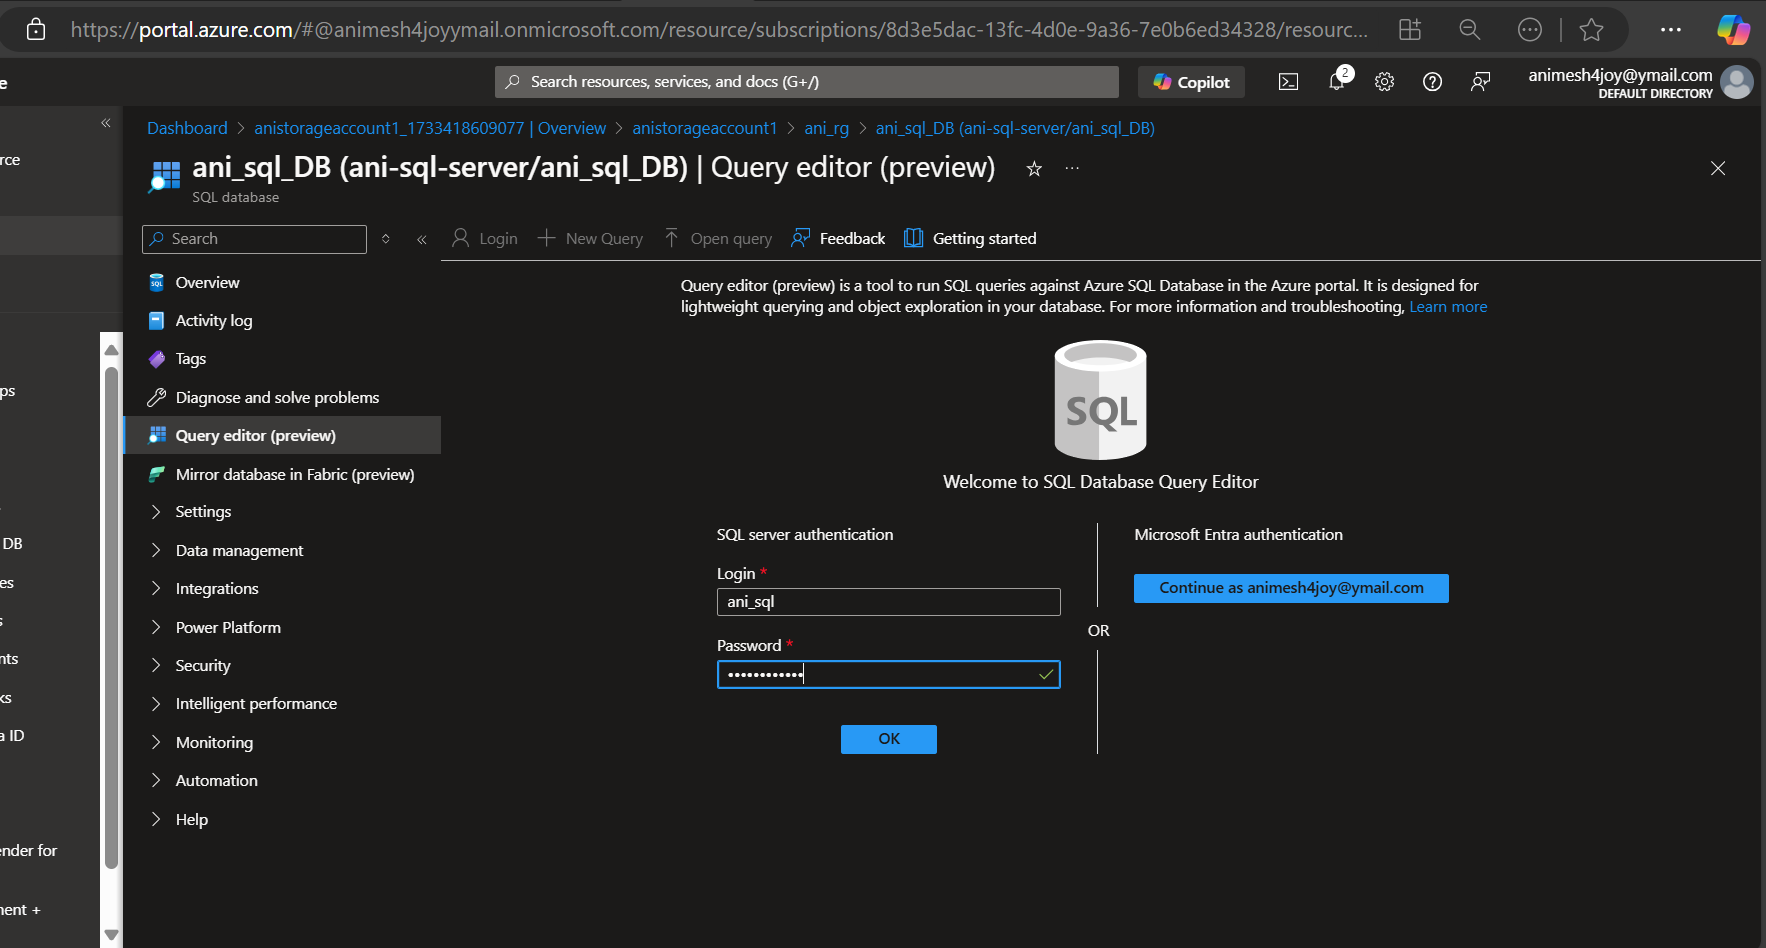 https://portal.azure.com/#@animesh4joyymail.onmicrosoft.com/resource/subscriptions/8d3e5dac-13fc-4d0e-9a36-7e0b6ed34328/resourc...
e
Search resources, services, and docs (G+/)
Copilot
2
animesh4joy@ymail.com
DEFAULT DIRECTORY
Dashboard > anistorageaccount1_1733418609077 | Overview > anistorageaccount1 > ani_rg > ani_sql_DB (ani-sql-server/ani_sql_DB)
rce
ani_sql_DB (ani-sql-server/ani_sql_DB) | Query editor (preview)
SQL database
Search
Login
New Query
Open query
Feedback
Getting started
Overview
Activity log
Tags
Diagnose and solve problems
Query editor (preview)
Mirror database in Fabric (preview)
Settings
Data management
Integrations
Power Platform
Security
Intelligent performance
Monitoring
Automation
Help
ps
DB
es
s
nts
ks
a ID
ender for
nent +
Query editor (preview) is a tool to run SQL queries against Azure SQL Database in the Azure portal. It is designed for
lightweight querying and object exploration in your database. For more information and troubleshooting, Learn more
SQL
Welcome to SQL Database Query Editor
SQL server authentication
Login *
ani_sql
Password *
••••••••••••
OK
OR
Microsoft Entra authentication
Continue as animesh4joy@ymail.com